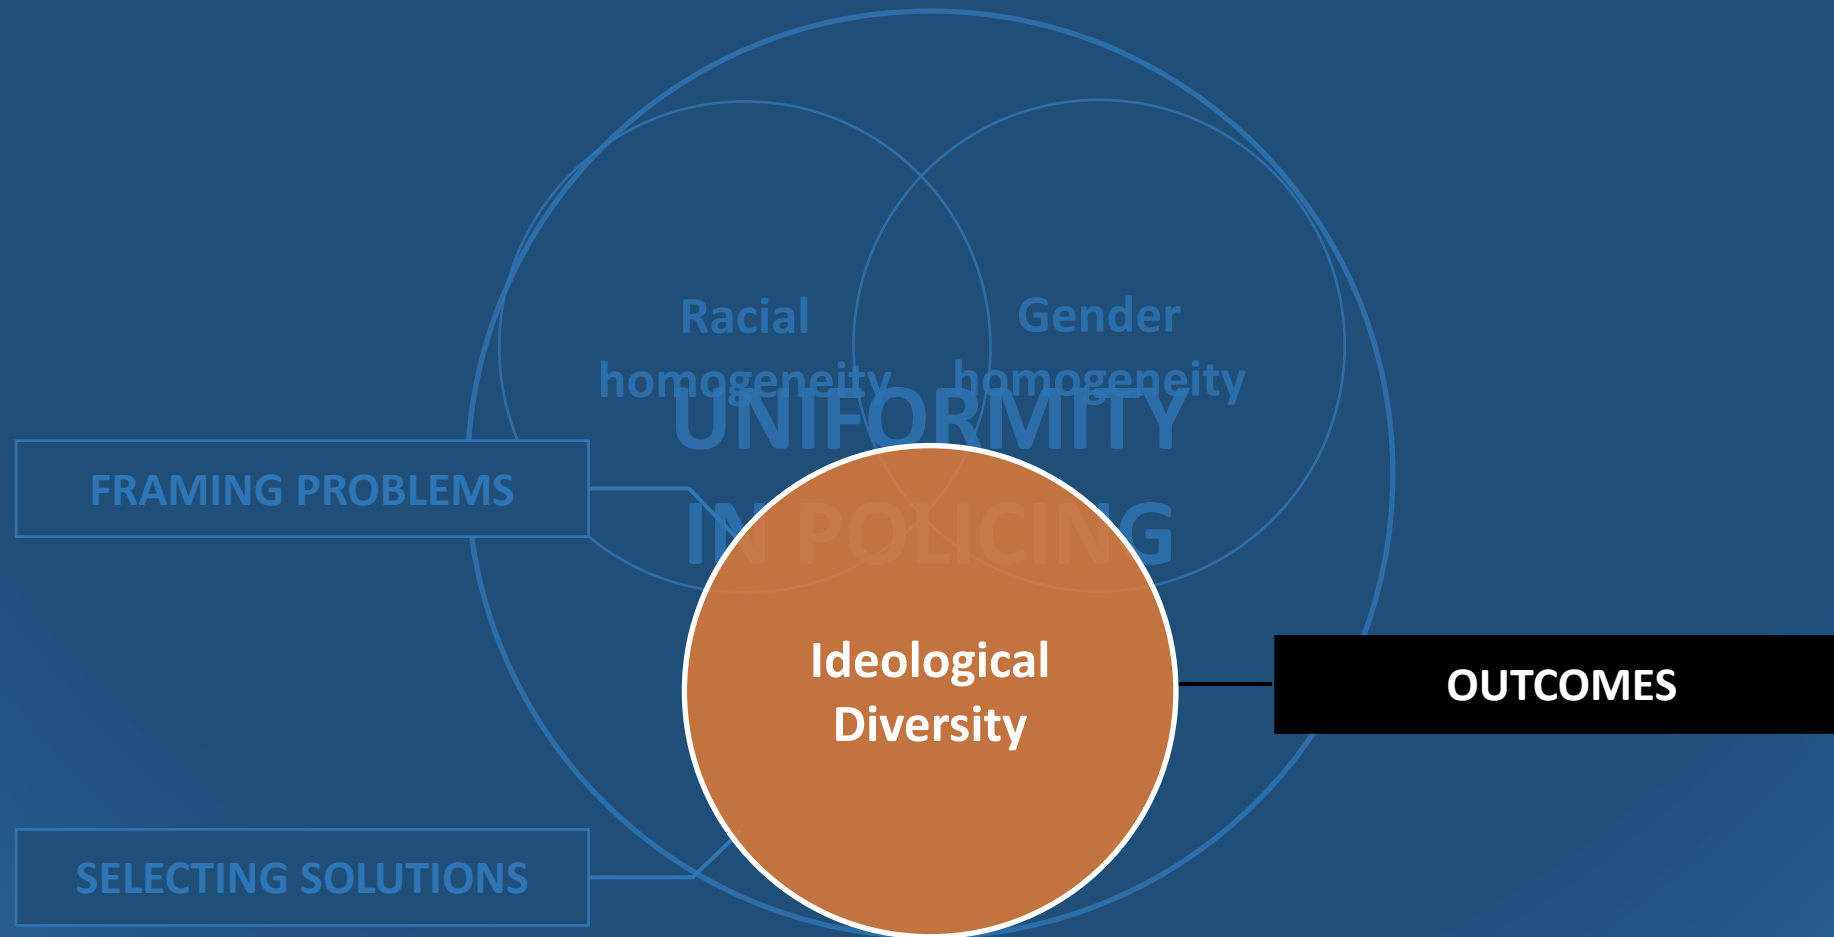 Racial
homogeneity
Gender
homogeneity
UNIFORMITY
IN POLICING
FRAMING PROBLEMS
Ideological
Diversity
OUTCOMES
SELECTING SOLUTIONS